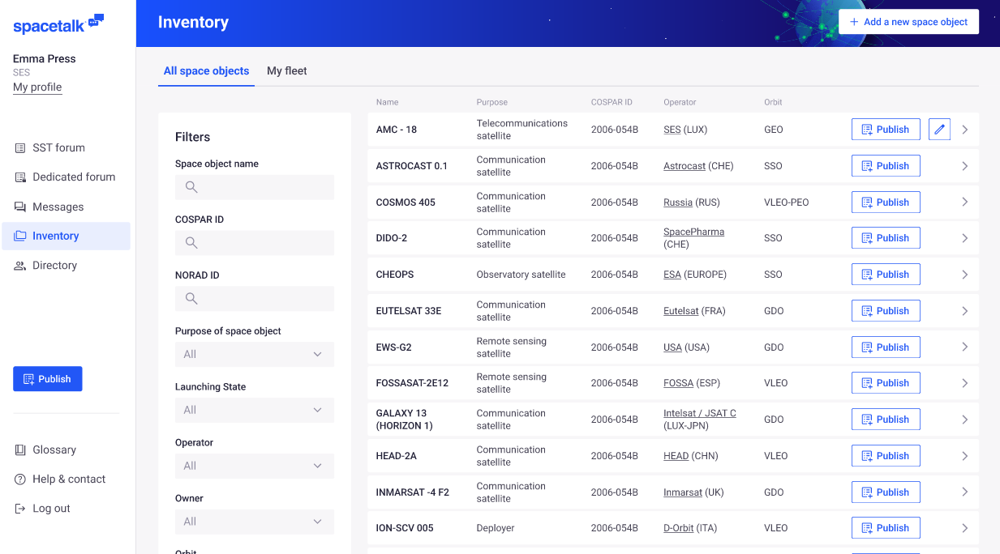 spacetalk
Emma Press
SES
My profile
SST forum
Dedicated forum
Messages
Inventory
Directory
Publish
Glossary
Help & contact
Log out
Inventory
Add a new space object
All space objects
My fleet
Filters
Space object name
COSPAR ID
NORAD ID
Purpose of space object
All
Launching State
All
Operator
All
Owner
All
Orbit
Name Purpose COSPAR ID Operator Orbit
AMC - 18 Telecommunications satellite 2006-054B SES (LUX) GEO Publish
ASTROCAST 0.1 Communication satellite 2006-054B Astrocast (CHE) SSO Publish
COSMOS 405 Communication satellite 2006-054B Russia (RUS) VLEO-PEO Publish
DIDO-2 Communication satellite 2006-054B SpacePharma (CHE) SSO Publish
CHEOPS Observatory satellite 2006-054B ESA (EUROPE) SSO Publish
EUTELSAT 33E Communication satellite 2006-054B Eutelsat (FRA) GDO Publish
EWS-G2 Remote sensing satellite 2006-054B USA (USA) GDO Publish
FOSSASAT-2E12 Remote sensing satellite 2006-054B FOSSA (ESP) VLEO Publish
GALAXY 13 (HORIZON 1) Communication satellite 2006-054B Intelsat / JSAT C (LUX-JPN) GDO Publish
HEAD-2A Communication satellite 2006-054B HEAD (CHN) VLEO Publish
INMARSAT -4 F2 Communication satellite 2006-054B Inmarsat (UK) GDO Publish
ION-SCV 005 Deployer 2006-054B D-Orbit (ITA) VLEO Publish